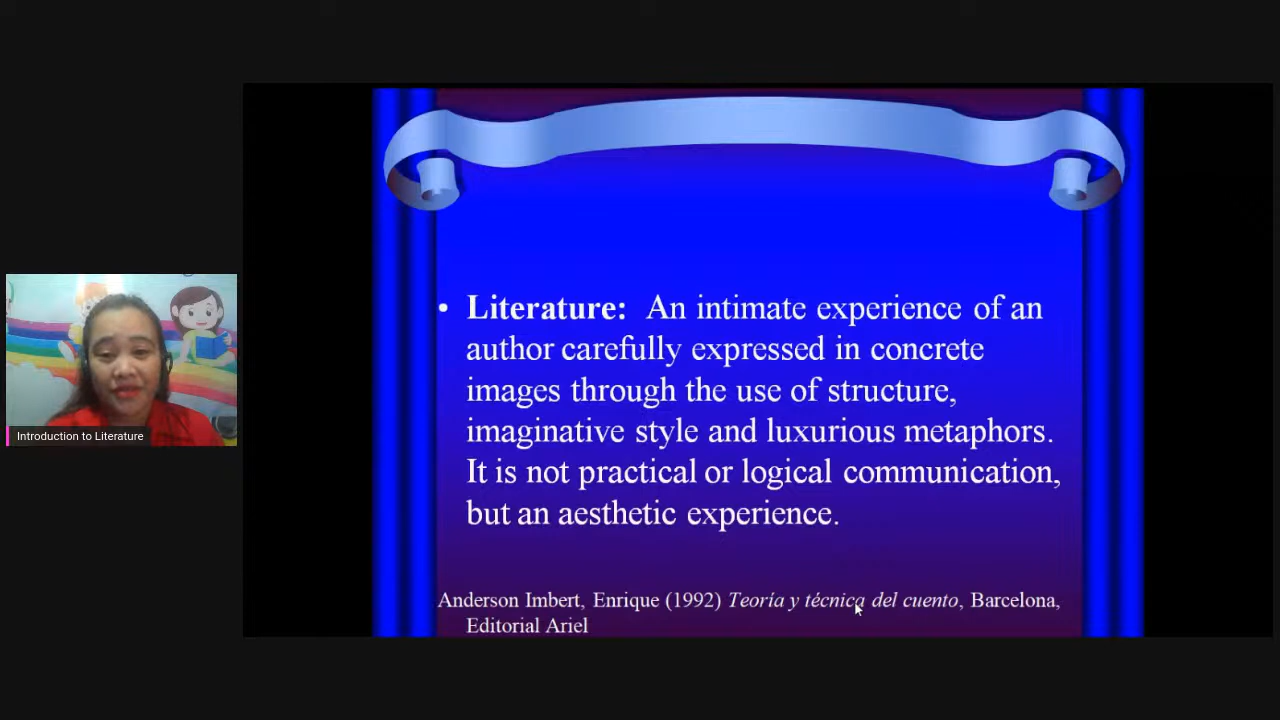 • Literature: An intimate experience of an
author carefully expressed in concrete
images through the use of structure,
imaginative style and luxurious metaphors.
It is not practical or logical communication,
but an aesthetic experience.
Anderson Imbert, Enrique (1992) Teoría y técnica del cuento, Barcelona,
Editorial Ariel
Introduction to Literature